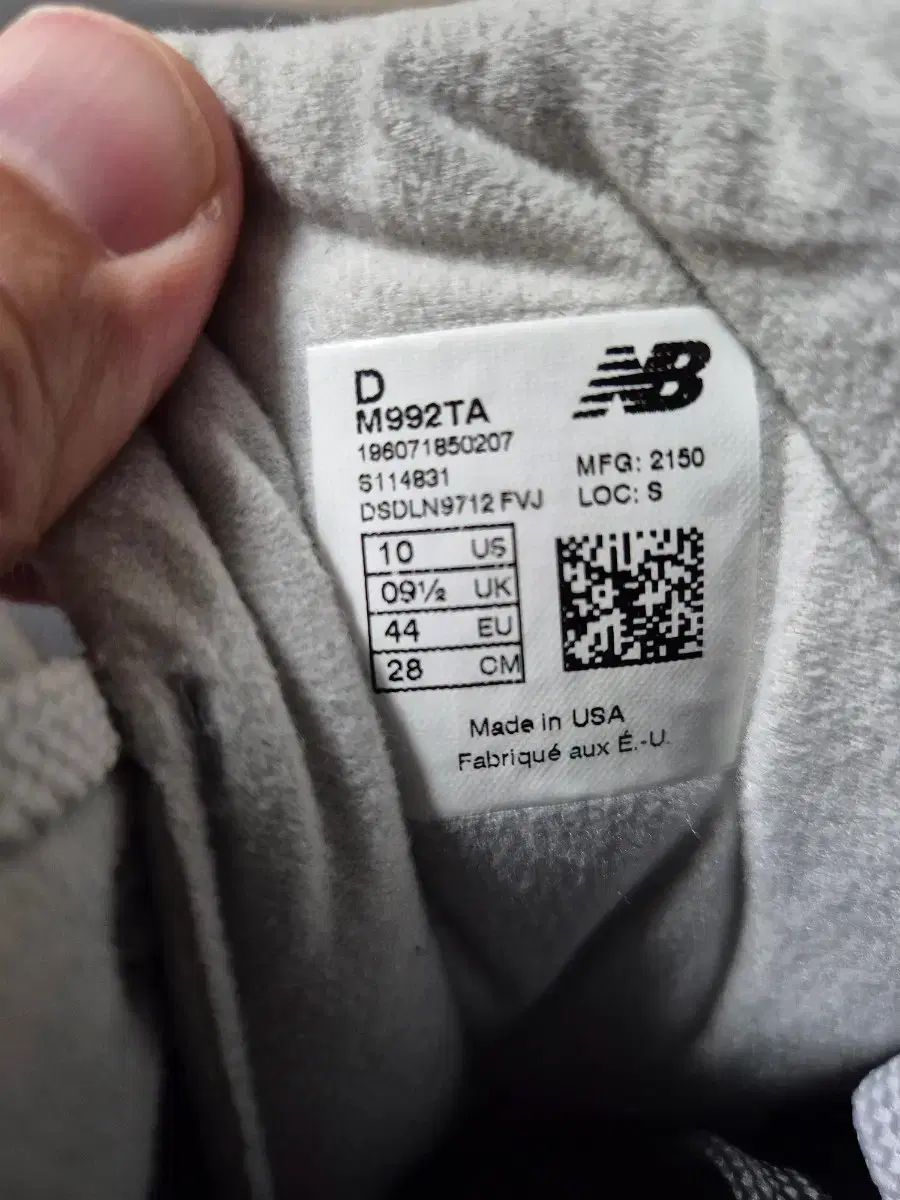 D
M992TA
196071850207
S114831
DSDLN9712 FVJ
NB
MFG: 2150
LOC: S
10 US
09½ UK
44 EU
28 CM
Made in USA
Fabriqué aux É.-U.